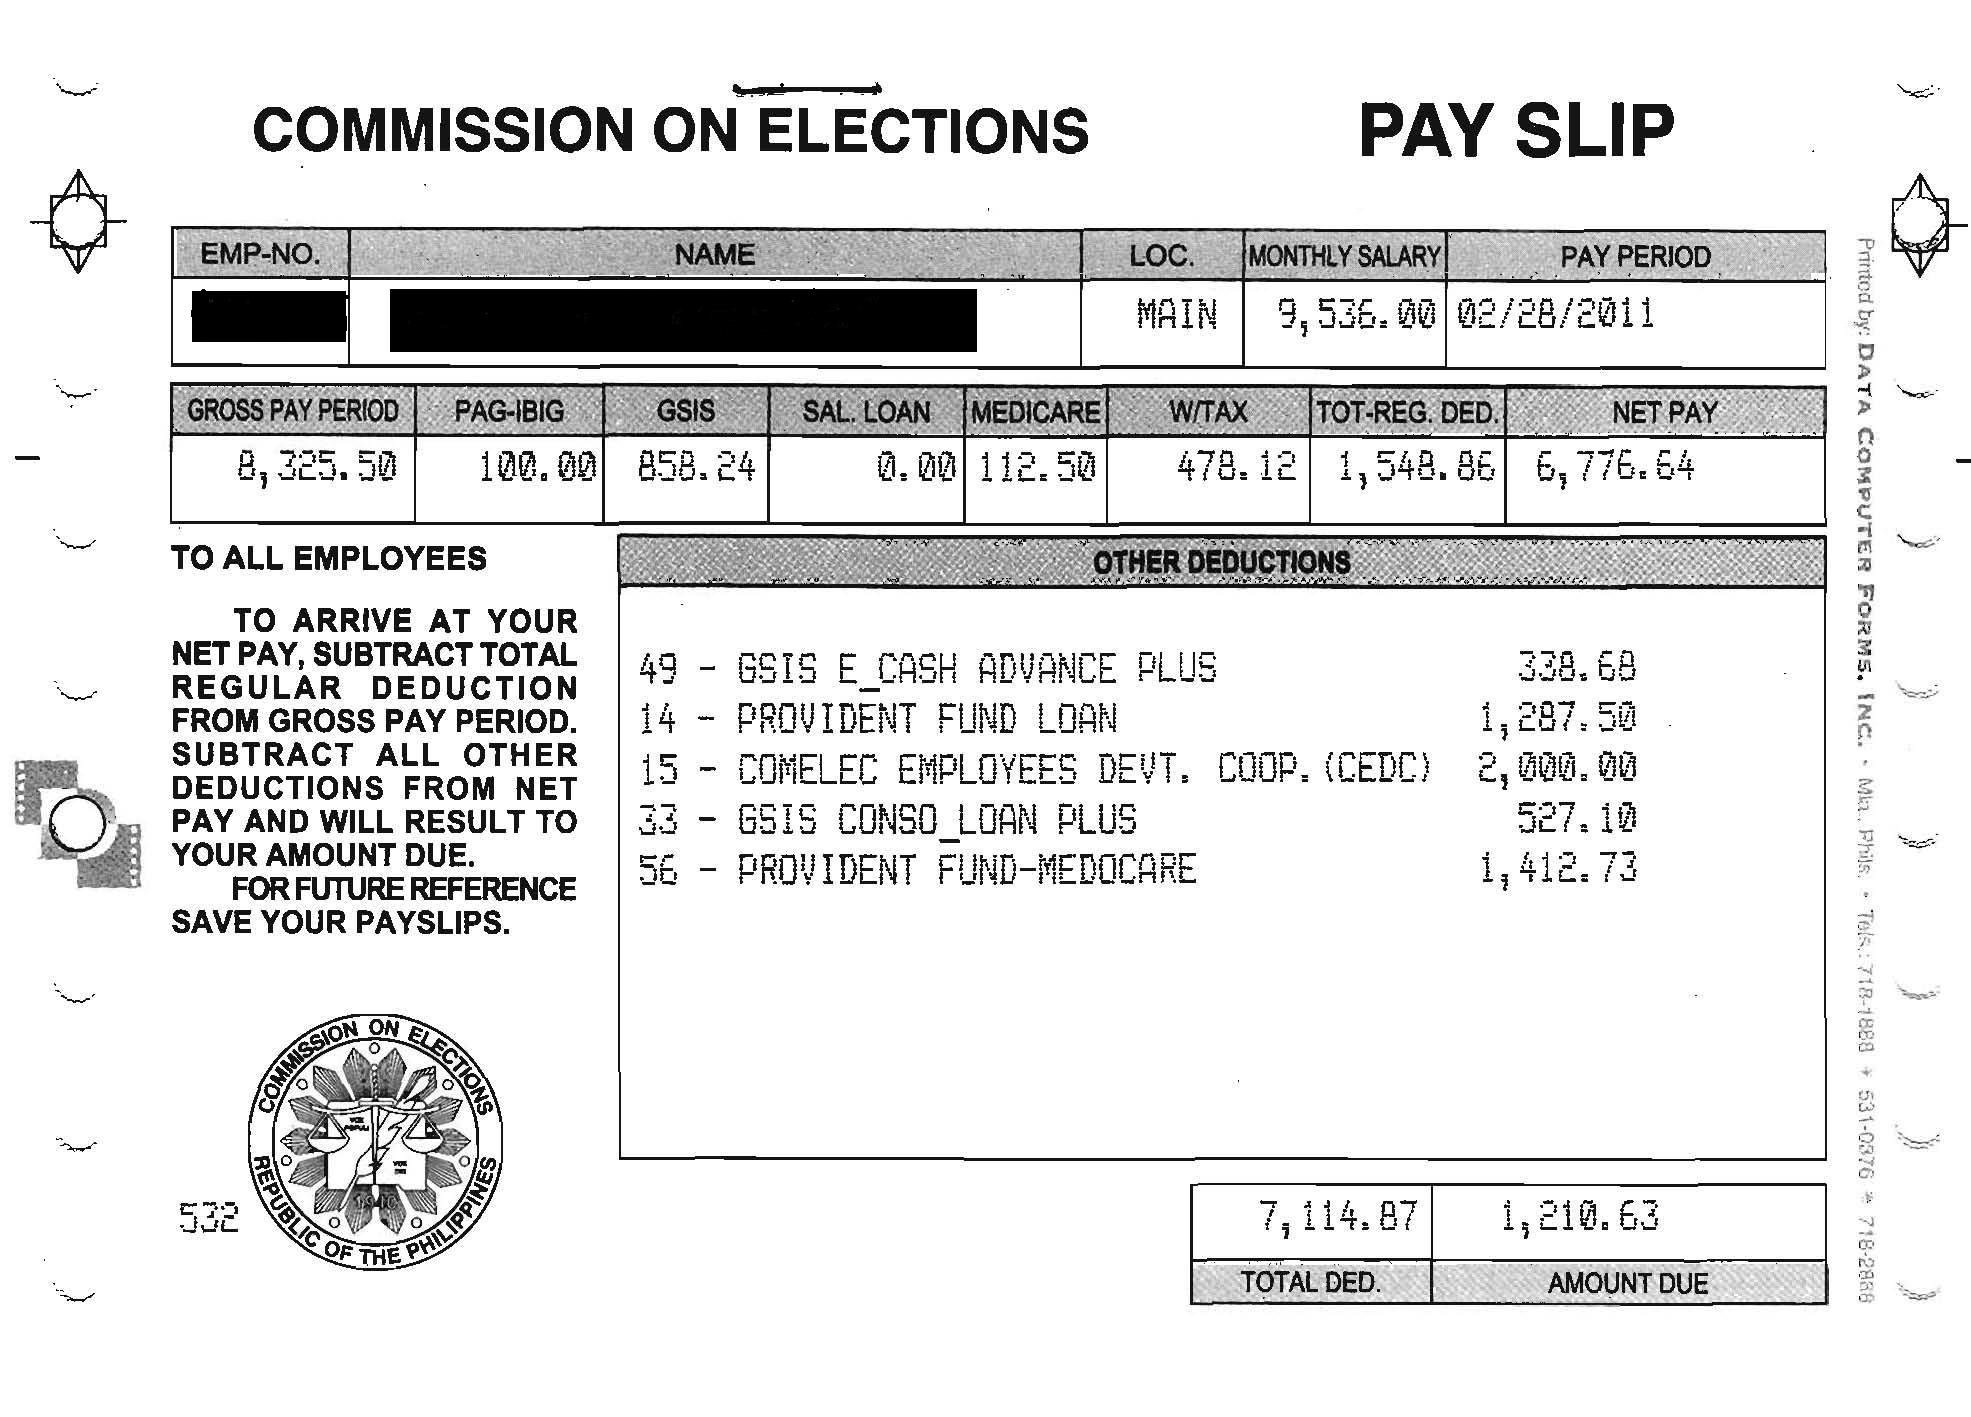 COMMISSION ON ELECTIONS PAY SLIP
EMP-NO. NAME LOC. MONTHLY SALARY PAY PERIOD
MAIN 9,536.00 02/28/2011
GROSS PAY PERIOD PAG-IBIG GSIS SAL. LOAN MEDICARE W/TAX TOT-REG. DED. NET PAY
8,325.50 100.00 858.24 0.00 112.50 478.12 1,548.86 6,776.64
TO ALL EMPLOYEES
TO ARRIVE AT YOUR
NET PAY, SUBTRACT TOTAL
REGULAR DEDUCTION
FROM GROSS PAY PERIOD.
SUBTRACT ALL OTHER
DEDUCTIONS FROM NET
PAY AND WILL RESULT TO
YOUR AMOUNT DUE.
FOR FUTURE REFERENCE
SAVE YOUR PAYSLIPS.
OTHER DEDUCTIONS
49 - GSIS E_CASH ADVANCE PLUS 338.68
14 - PROVIDENT FUND LOAN 1,287.50
15 - COMELEC EMPLOYEES DEVT. COOP.(CEDC) 2,000.00
33 - GSIS CONSO_LOAN PLUS 527.10
56 - PROVIDENT FUND-MEDOCARE 1,412.73
COMMISSION ON ELECTIONS
VOX
POPULI
VOX
DEI
1940
REPUBLIC OF THE PHILIPPINES
532
7,114.87 1,210.63
TOTAL DED. AMOUNT DUE
Printed by: DATA COMPUTER FORMS, INC. • Mla. Phils. • Tels.: 718-1888 * 531-0376 * 718-2888